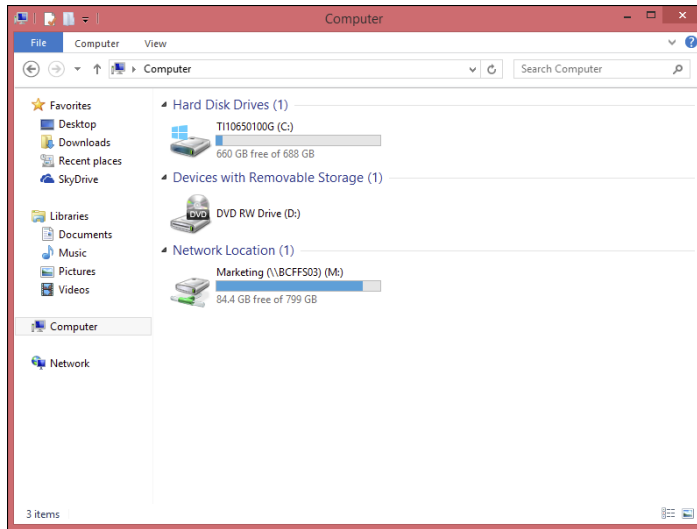 Computer
File Computer View
Computer
Search Computer
Favorites
Desktop
Downloads
Recent places
SkyDrive
Libraries
Documents
Music
Pictures
Videos
Computer
Network
Hard Disk Drives (1)
TI10650100G (C:)
660 GB free of 688 GB
Devices with Removable Storage (1)
DVD
DVD RW Drive (D:)
Network Location (1)
Marketing (\\BCFFS03) (M:)
84.4 GB free of 799 GB
3 items